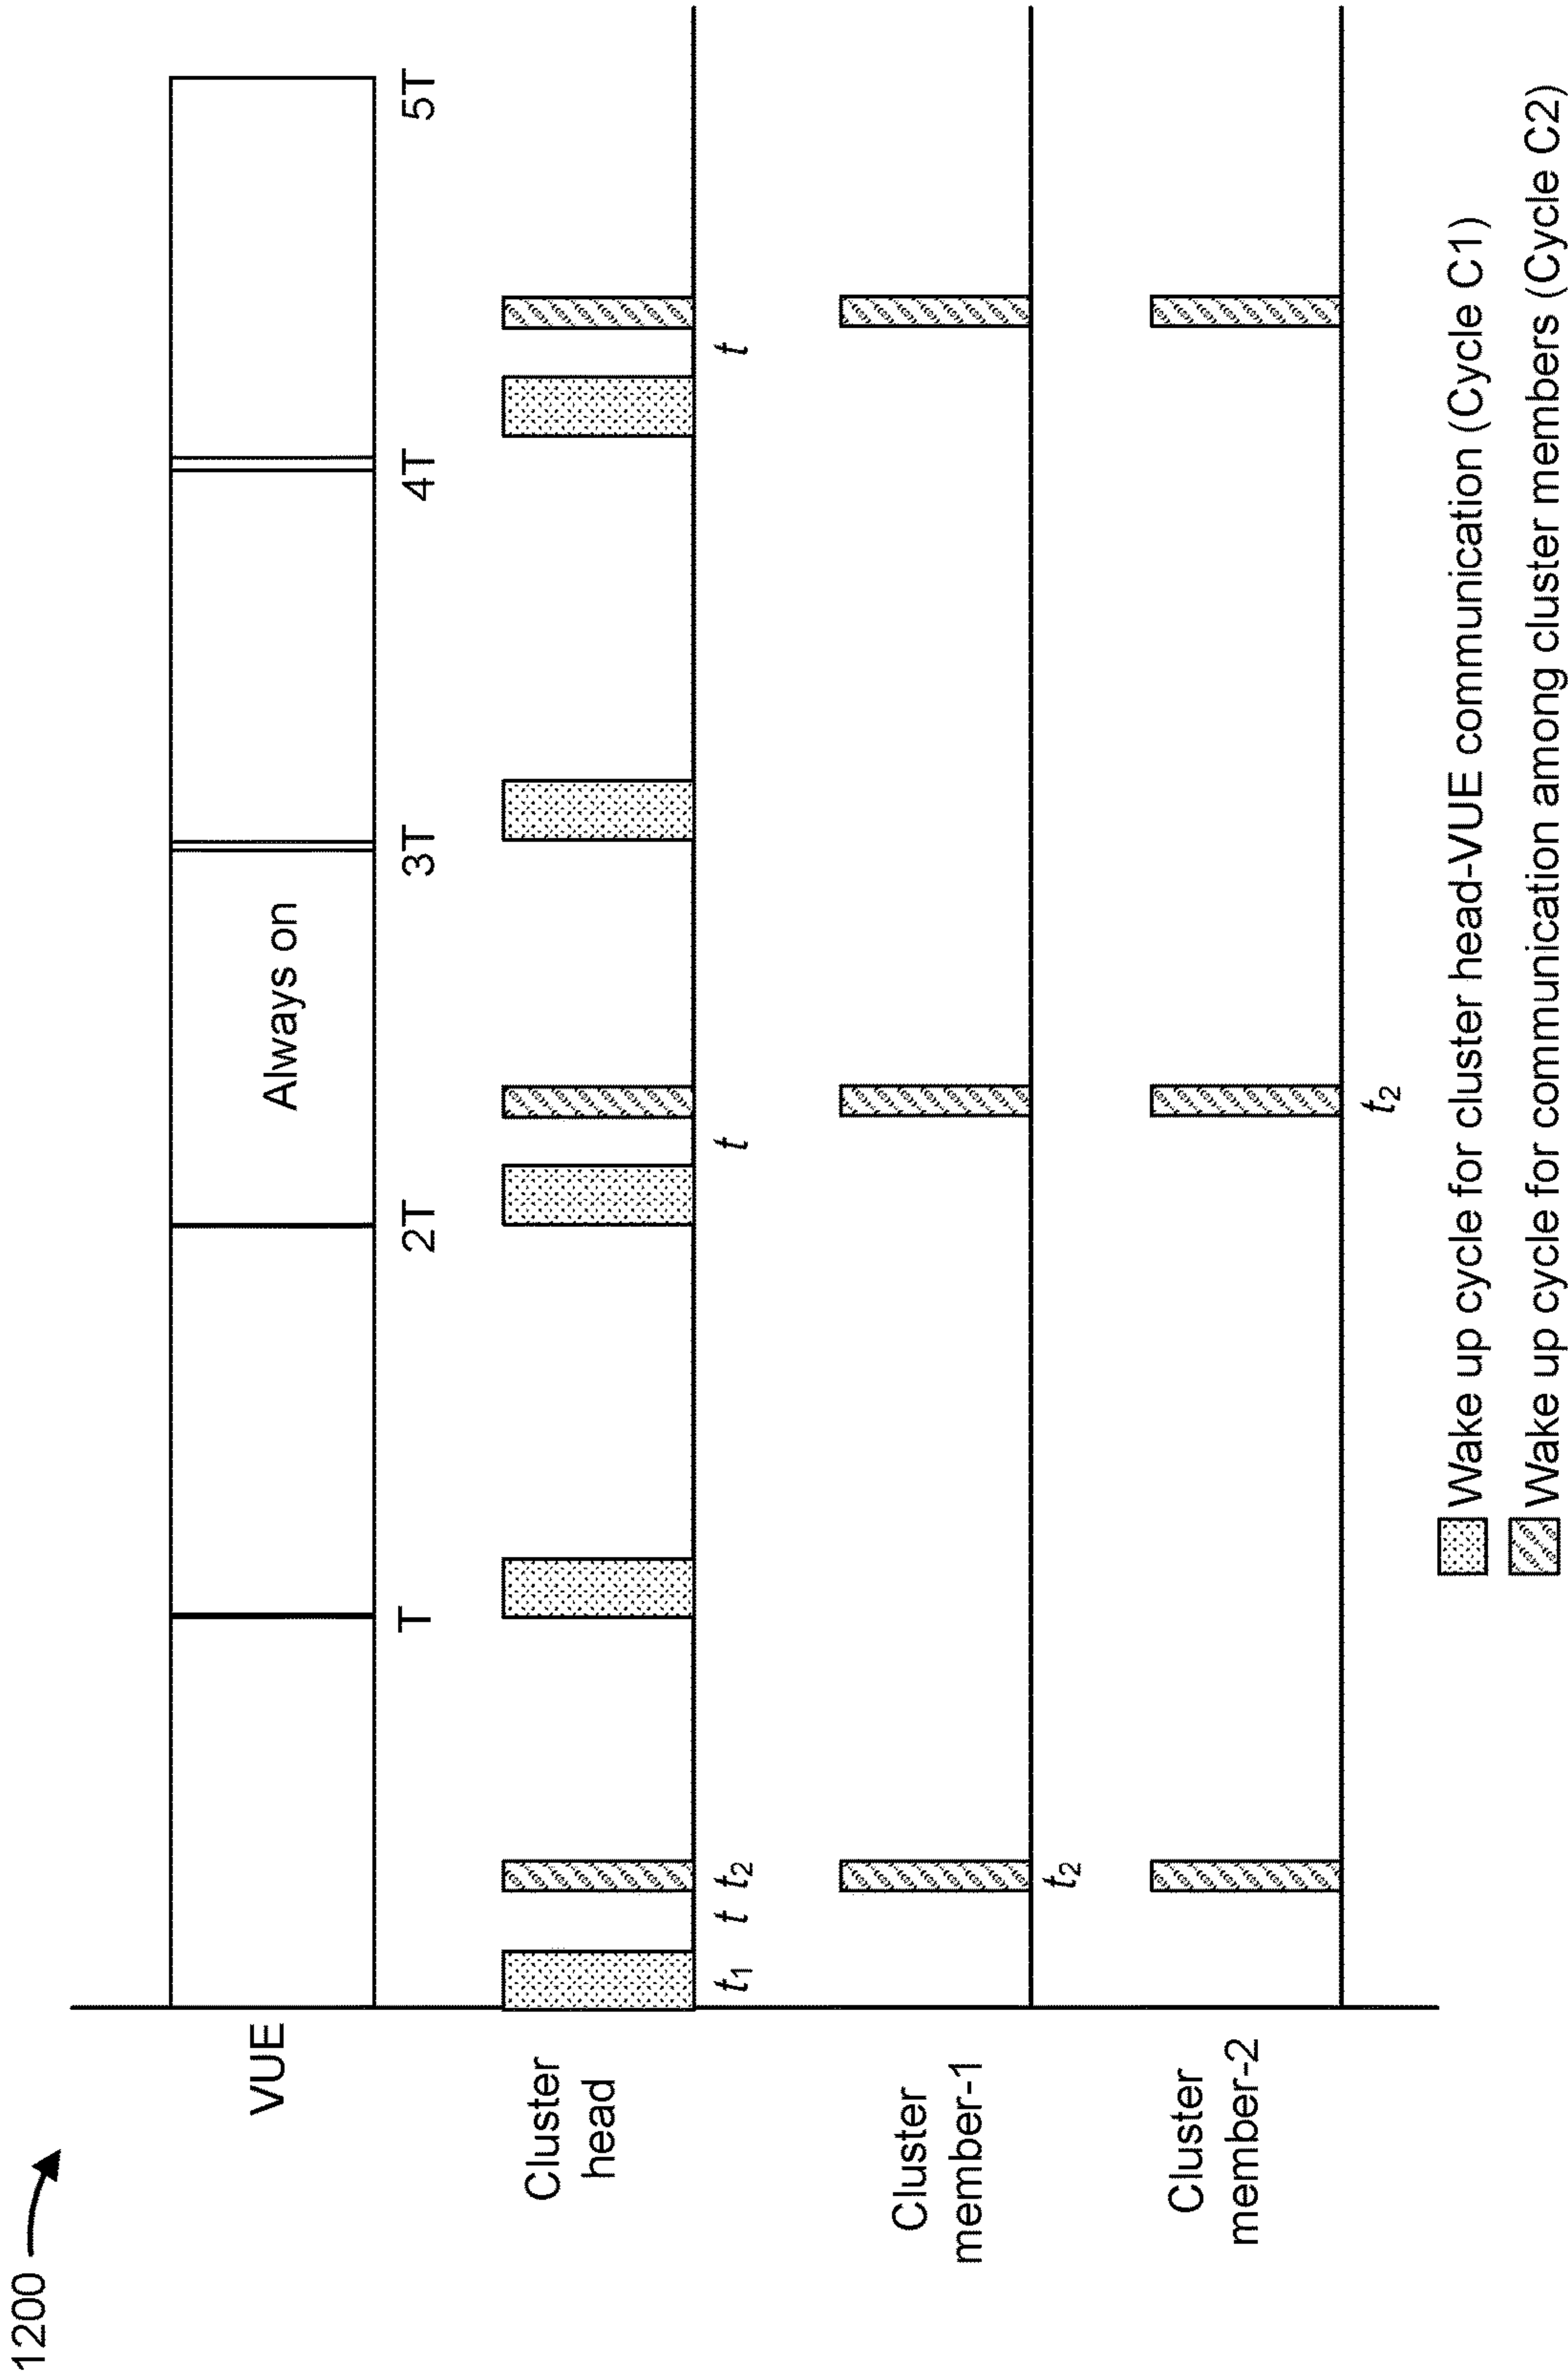 1200
VUE
Always on
T
2T
3T
4T
5T
Cluster
head
t1
t
t2
t
t
Cluster
member-1
t2
Cluster
member-2
t2
Wake up cycle for cluster head-VUE communication (Cycle C1)
Wake up cycle for communication among cluster members (Cycle C2)